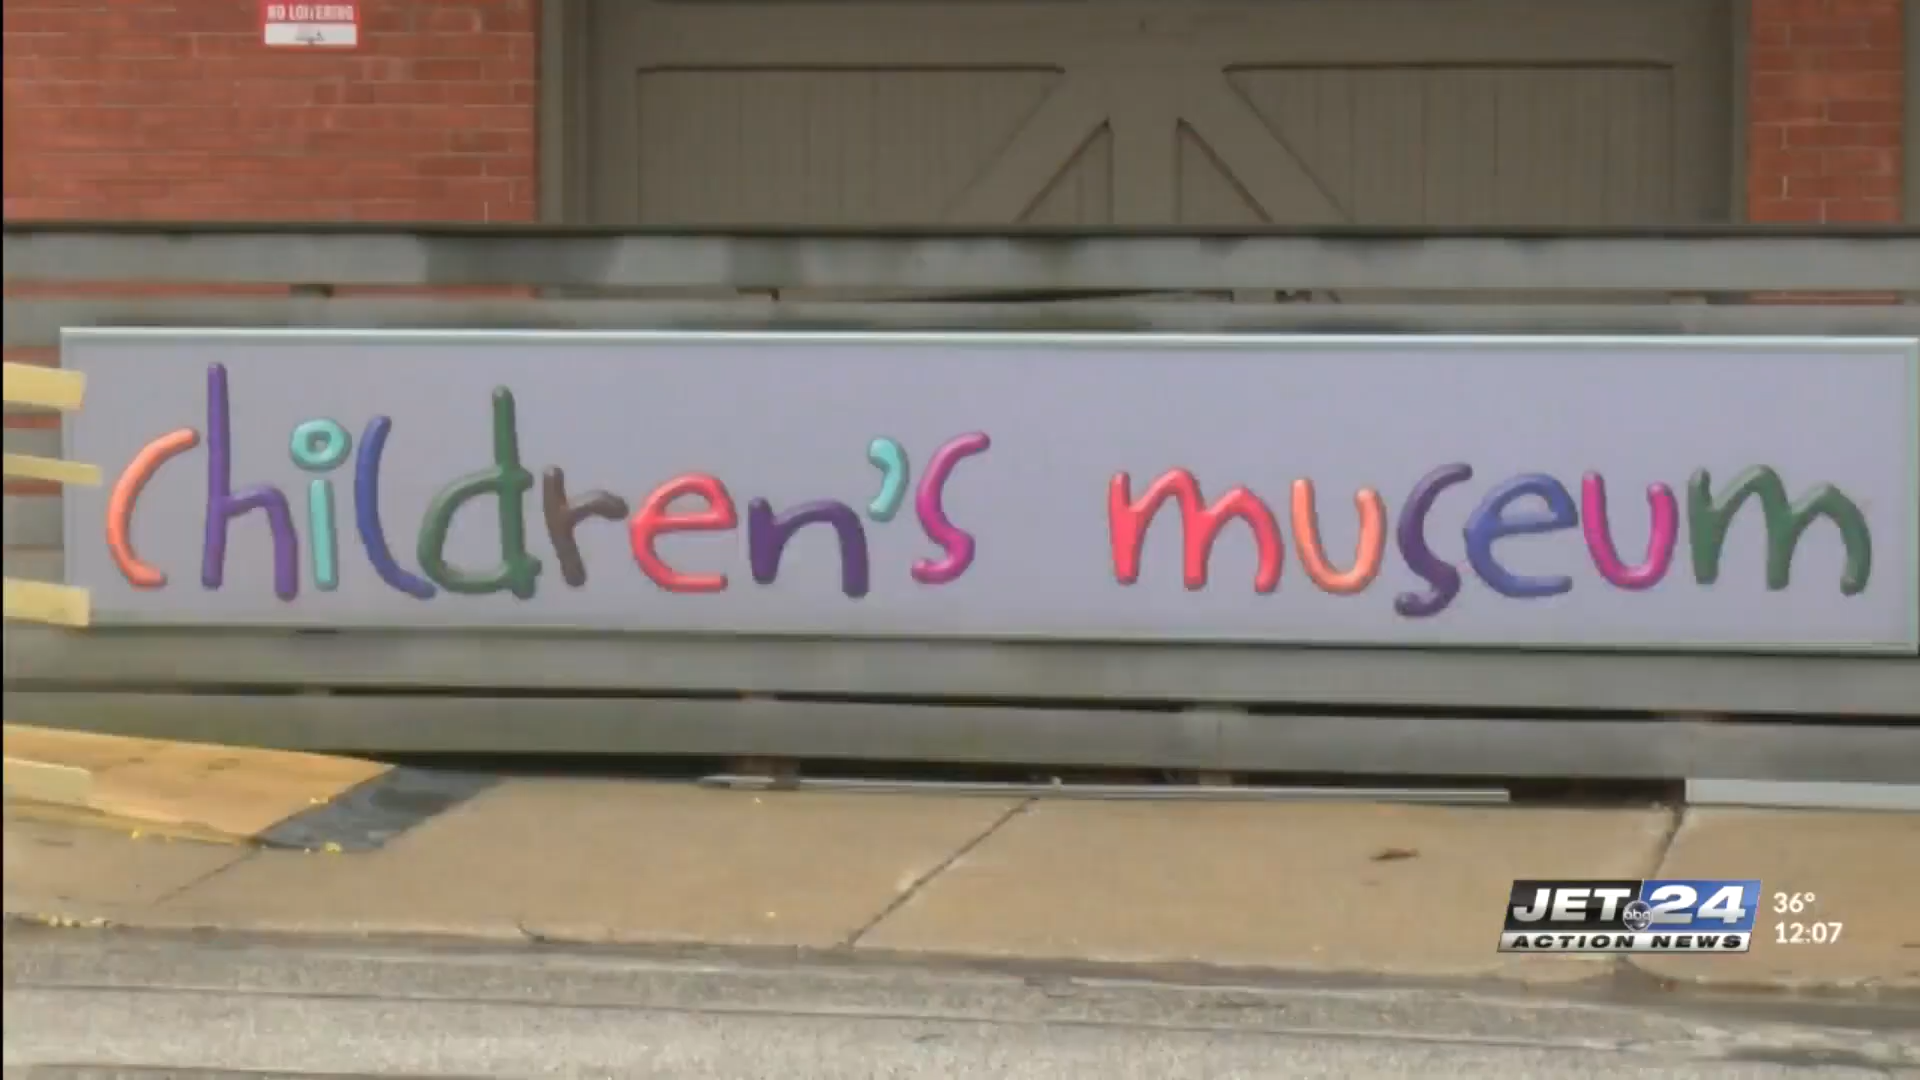 NO LOITERING
children's museum
JET 24
abc
ACTION NEWS
36°
12:07